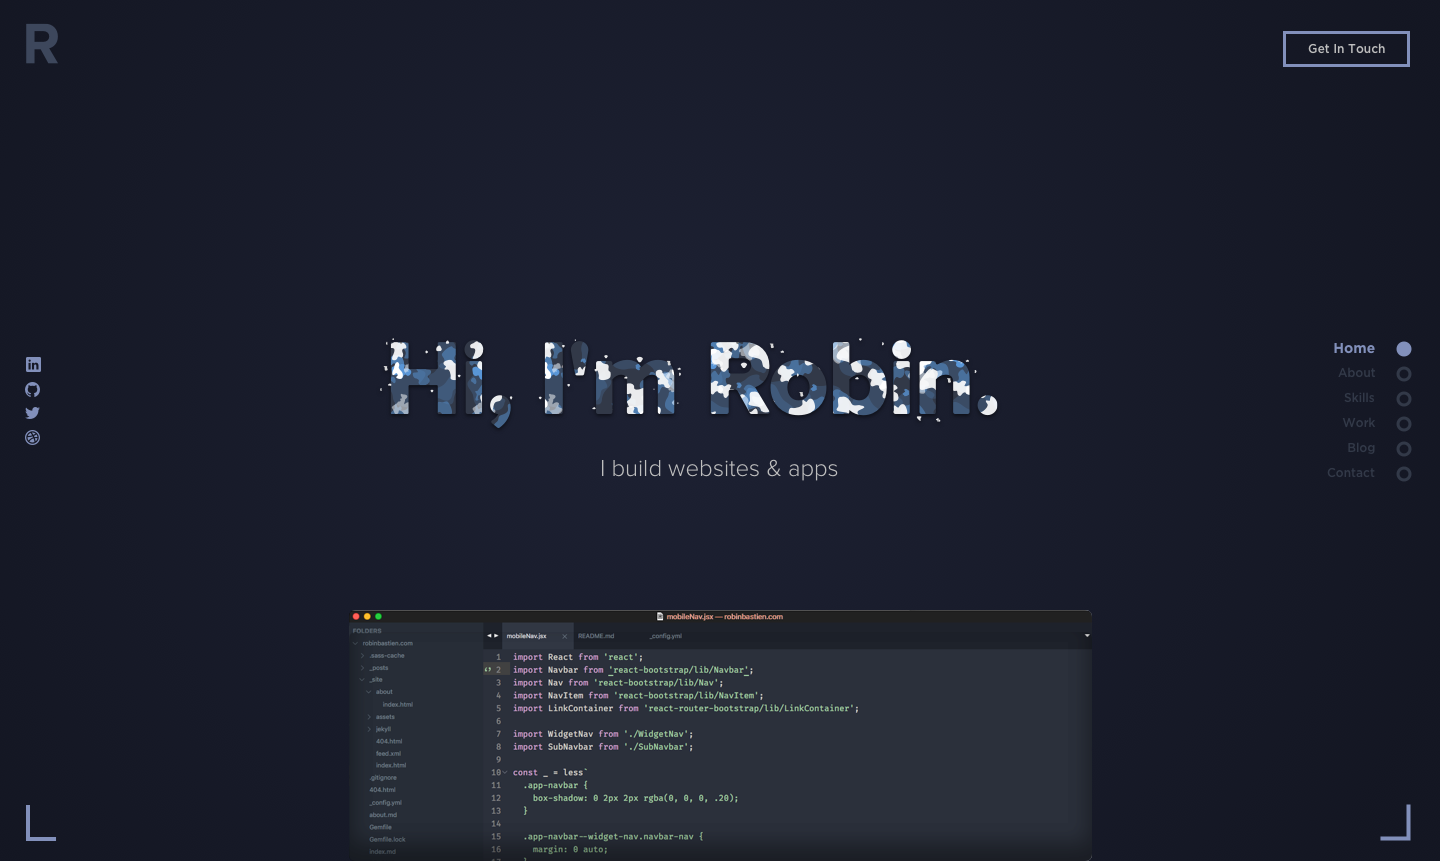 R
Get In Touch
Hi, I'm Robin.
I build websites & apps
Home
About
Skills
Work
Blog
Contact
mobileNav.jsx — robinbastien.com
FOLDERS
robinbastien.com
.sass-cache
_posts
_site
about
index.html
assets
jekyll
404.html
feed.xml
index.html
.gitignore
404.html
_config.yml
about.md
Gemfile
Gemfile.lock
index.md
mobileNav.jsx
README.md
_config.yml
1 import React from 'react';
2 import Navbar from 'react-bootstrap/lib/Navbar';
3 import Nav from 'react-bootstrap/lib/Nav';
4 import NavItem from 'react-bootstrap/lib/NavItem';
5 import LinkContainer from 'react-router-bootstrap/lib/LinkContainer';
6
7 import WidgetNav from './WidgetNav';
8 import SubNavbar from './SubNavbar';
9
10 const _ = less`
11 .app-navbar {
12 box-shadow: 0 2px 2px rgba(0, 0, 0, .20);
13 }
14
15 .app-navbar--widget-nav.navbar-nav {
16 margin: 0 auto;